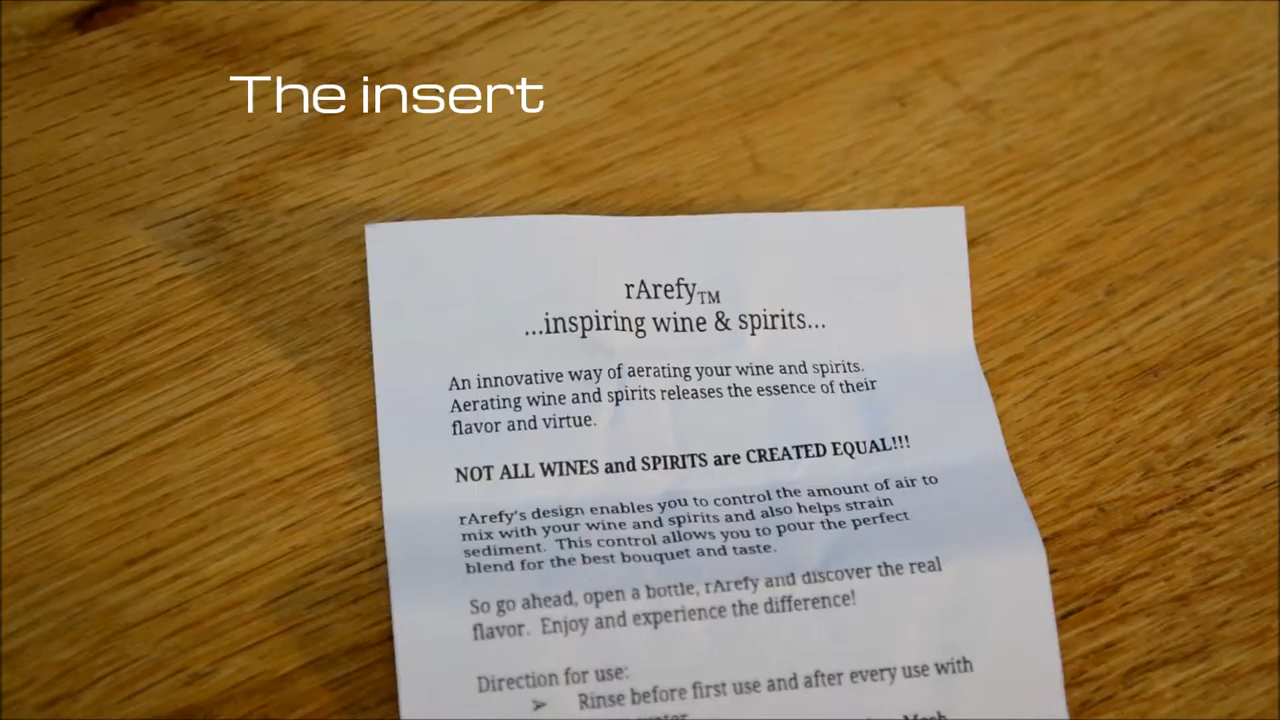 The insert
rArefyTM
...inspiring wine & spirits...
An innovative way of aerating your wine and spirits.
Aerating wine and spirits releases the essence of their
flavor and virtue.
NOT ALL WINES and SPIRITS are CREATED EQUAL!!!
rArefy's design enables you to control the amount of air to
mix with your wine and spirits and also helps strain
sediment. This control allows you to pour the perfect
blend for the best bouquet and taste.
So go ahead, open a bottle, rArefy and discover the real
flavor. Enjoy and experience the difference!
Direction for use:
➢ Rinse before first use and after every use with